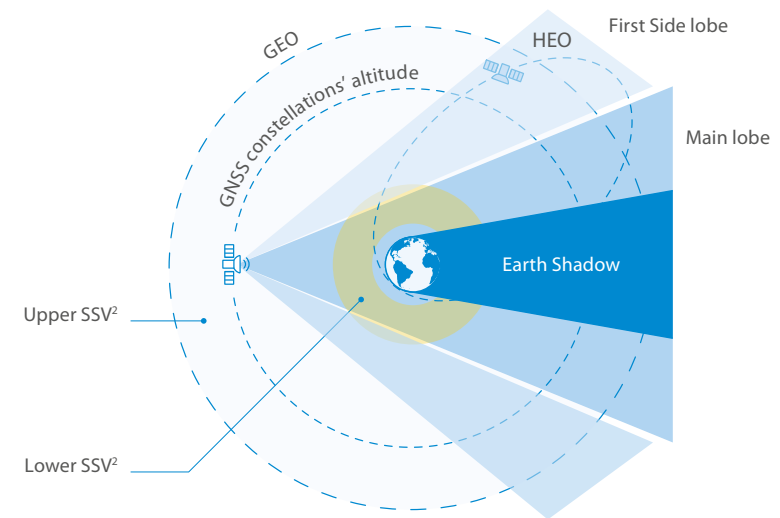 First Side lobe
GEO
HEO
GNSS constellations’ altitude
Main lobe
Earth Shadow
Upper SSV²
Lower SSV²